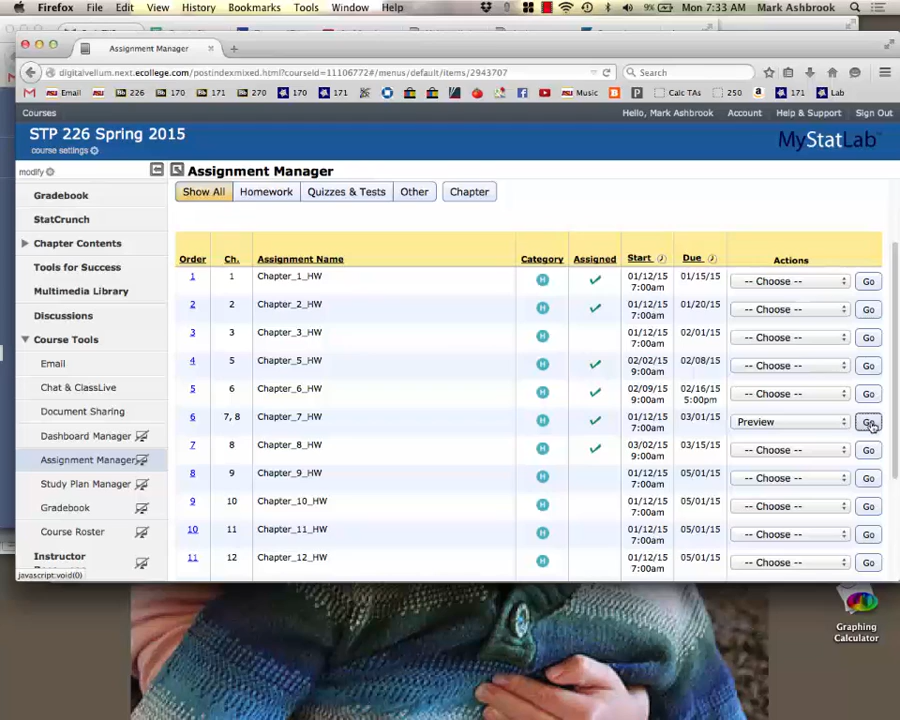 Firefox File Edit View History Bookmarks Tools Window Help 9% Mon 7:33 AM Mark Ashbrook
Assignment Manager
digitalvellum.next.ecollege.com/postindexmixed.html?courseId=11106772#/menus/default/items/2943707 Search
Email 226 170 171 270 170 171 Music Calc TAs 250 171 Lab
Courses Hello, Mark Ashbrook Account Help & Support Sign Out
STP 226 Spring 2015
course settings
MyStatLab
modify
Assignment Manager
Show All Homework Quizzes & Tests Other Chapter
Gradebook
StatCrunch
Chapter Contents
Tools for Success
Multimedia Library
Discussions
Course Tools
Email
Chat & ClassLive
Document Sharing
Dashboard Manager
Assignment Manager
Study Plan Manager
Gradebook
Course Roster
Instructor
javascript:void(0)
Order Ch. Assignment Name Category Assigned Start Due Actions
1 1 Chapter_1_HW H 01/12/15 7:00am 01/15/15 -- Choose -- Go
2 2 Chapter_2_HW H 01/12/15 7:00am 01/20/15 -- Choose -- Go
3 3 Chapter_3_HW H 01/12/15 7:00am 02/01/15 -- Choose -- Go
4 5 Chapter_5_HW H 02/02/15 9:00am 02/08/15 -- Choose -- Go
5 6 Chapter_6_HW H 02/09/15 9:00am 02/16/15 5:00pm -- Choose -- Go
6 7, 8 Chapter_7_HW H 01/12/15 7:00am 03/01/15 Preview Go
7 8 Chapter_8_HW H 03/02/15 9:00am 03/15/15 -- Choose -- Go
8 9 Chapter_9_HW H 01/12/15 7:00am 05/01/15 -- Choose -- Go
9 10 Chapter_10_HW H 01/12/15 7:00am 05/01/15 -- Choose -- Go
10 11 Chapter_11_HW H 01/12/15 7:00am 05/01/15 -- Choose -- Go
11 12 Chapter_12_HW H 01/12/15 7:00am 05/01/15 -- Choose -- Go
Graphing
Calculator